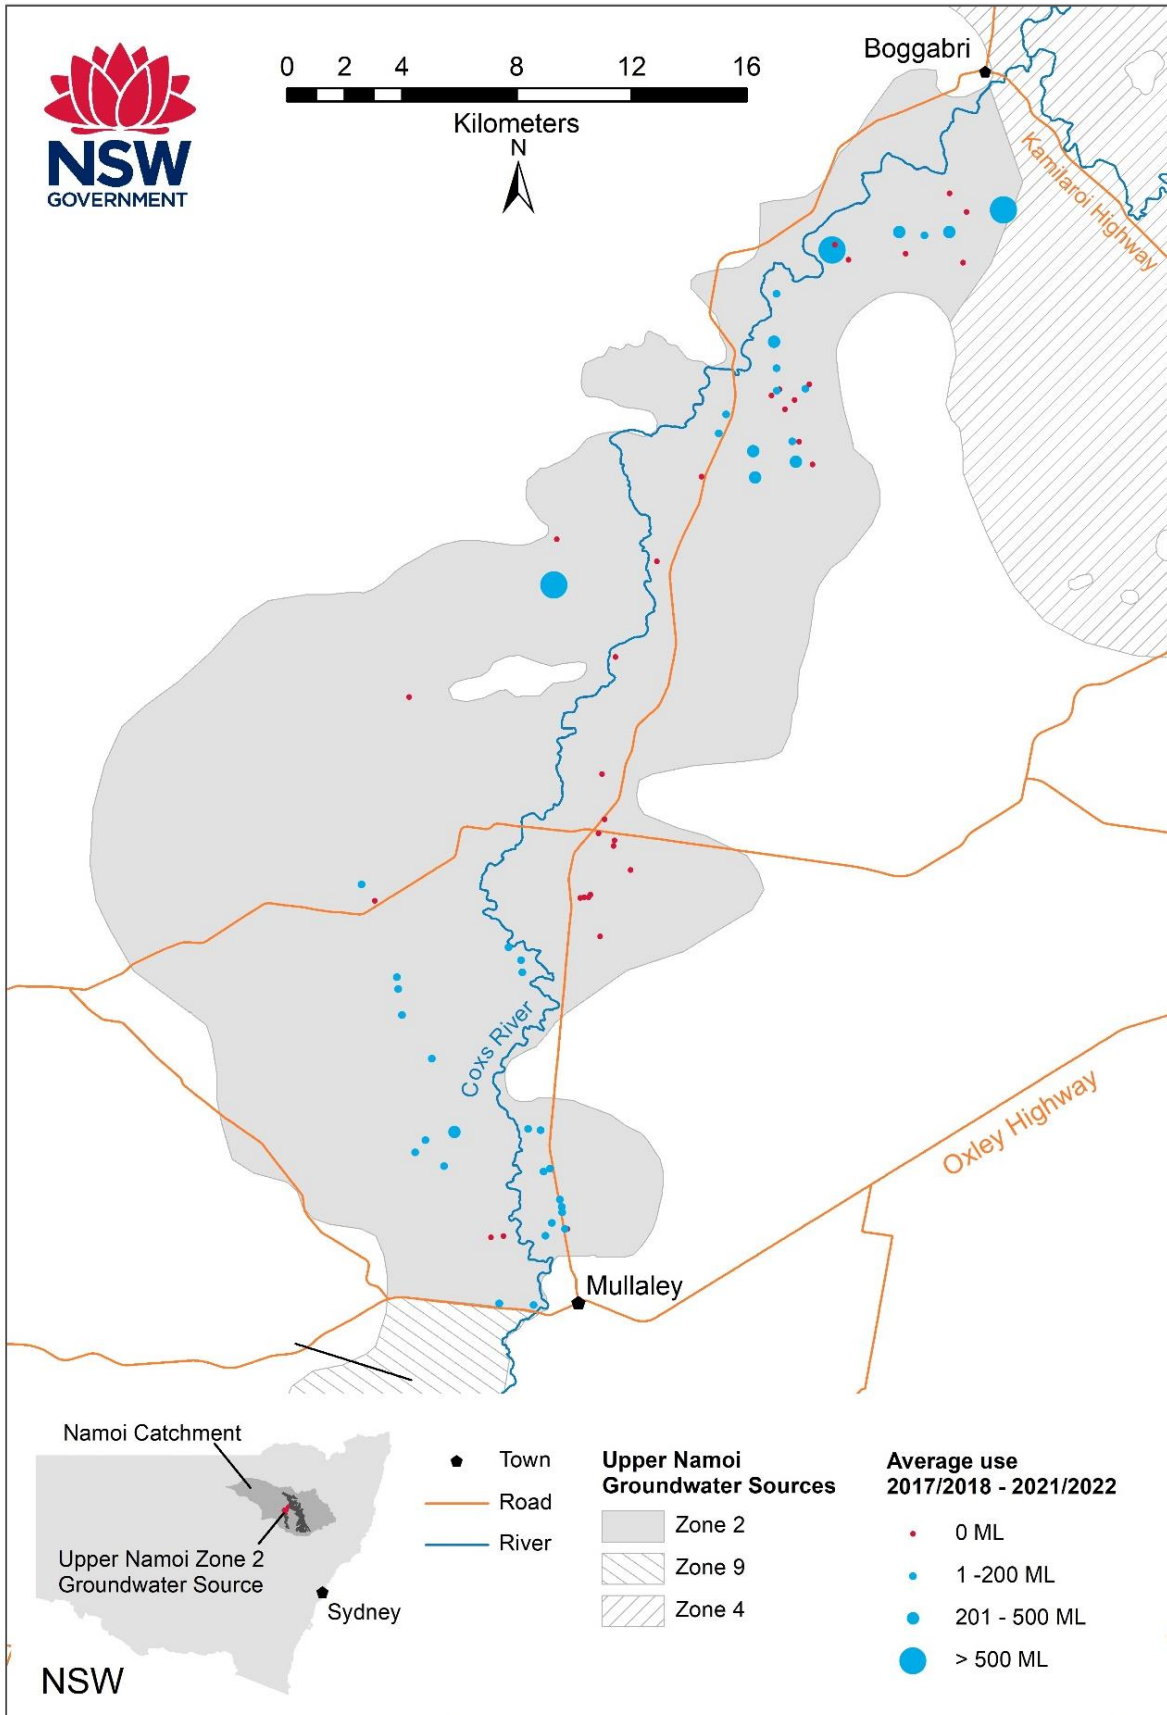 Boggabri
0 2 4 8 12 16
Kilometers
N
NSW
GOVERNMENT
Kamilaroi Highway
Coxs River
Oxley Highway
Mullaley
Namoi Catchment
Upper Namoi Zone 2
Groundwater Source
Sydney
NSW
Town
Road
River
Upper Namoi
Groundwater Sources
Zone 2
Zone 9
Zone 4
Average use
2017/2018 - 2021/2022
0 ML
1 -200 ML
201 - 500 ML
> 500 ML